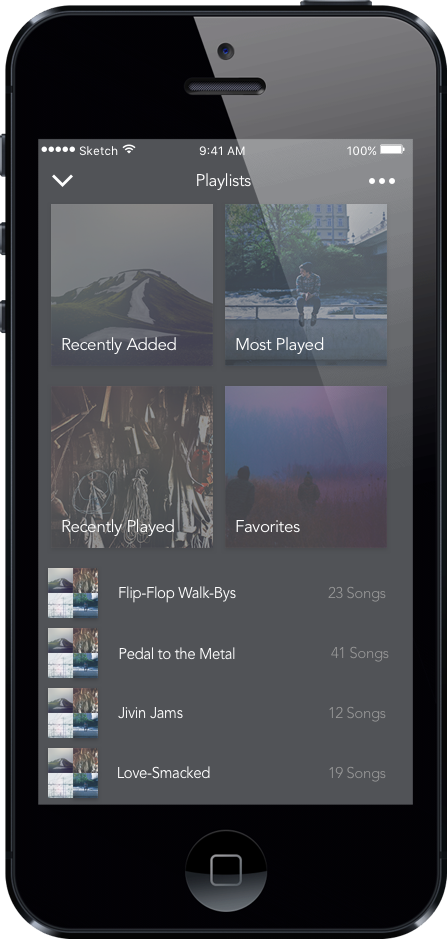 Sketch 9:41 AM 100%
Playlists
Recently Added Most Played
Recently Played Favorites
Flip-Flop Walk-Bys 23 Songs
Pedal to the Metal 41 Songs
Jivin Jams 12 Songs
Love-Smacked 19 Songs